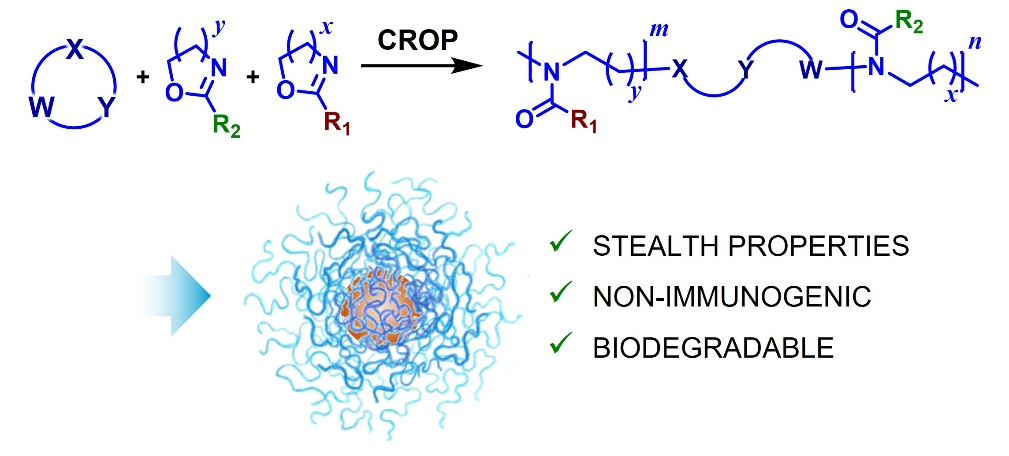 X
W Y
+
O N y
R2
+
O N x
R1
CROP
N y m
O R1
X Y W
O R2
N x n
STEALTH PROPERTIES
NON-IMMUNOGENIC
BIODEGRADABLE